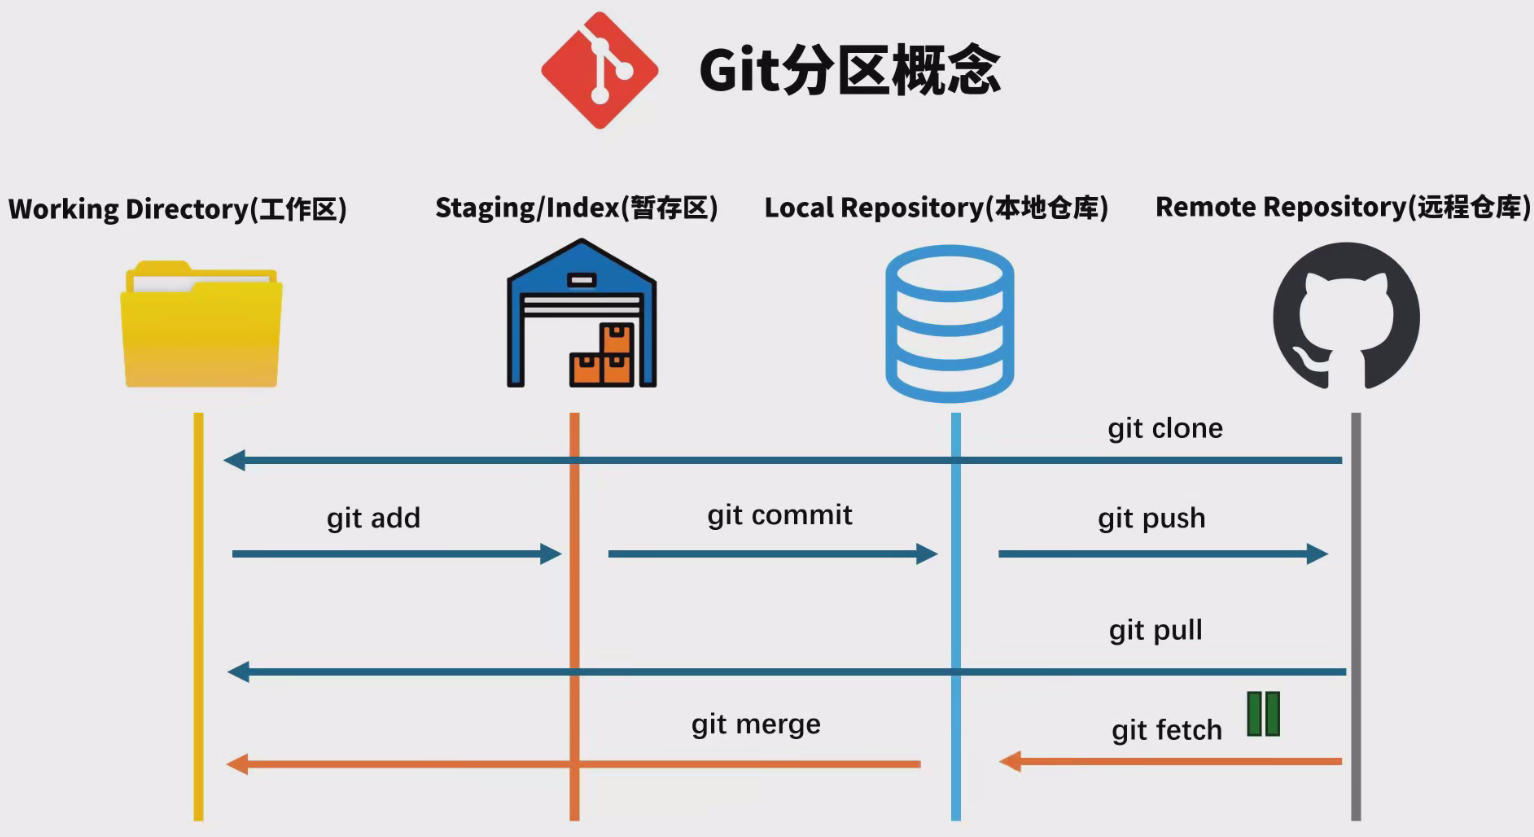 Git分区概念
Working Directory(工作区)
Staging/Index(暂存区)
Local Repository(本地仓库)
Remote Repository(远程仓库)
git clone
git add
git commit
git push
git pull
git merge
git fetch